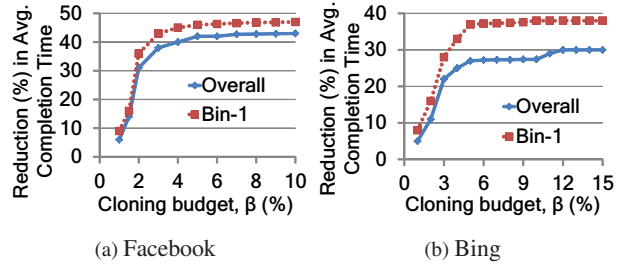 Reduction (%) in Avg.
Completion Time
50
40
30
20
10
0
Overall
Bin-1
0 2 4 6 8 10
Cloning budget, β (%)
(a) Facebook
Reduction (%) in Avg.
Completion Time
40
30
20
10
0
Overall
Bin-1
0 3 6 9 12 15
Cloning budget, β (%)
(b) Bing